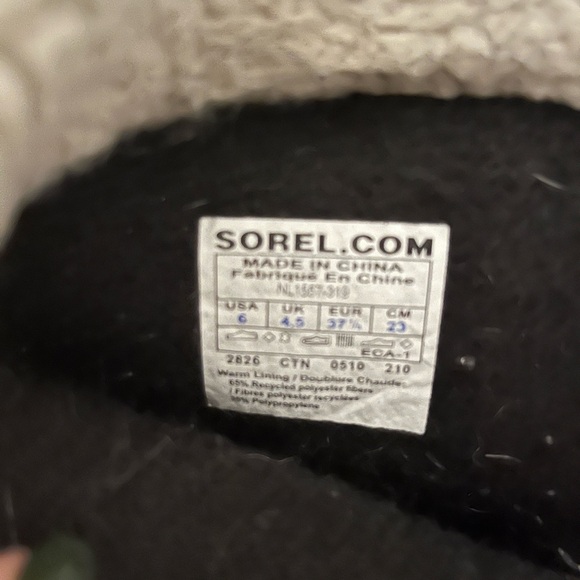 SOREL.COM
MADE IN CHINA
Fabriqué En Chine
USA UK EUR CM
6 4.5 37½ 23
ECA-1
2826 CTN 0510 210
Warm Lining / Doublure Chaude:
65% Recycled polyester fibers
/ Fibres polyester recyclées
35% Polypropylene